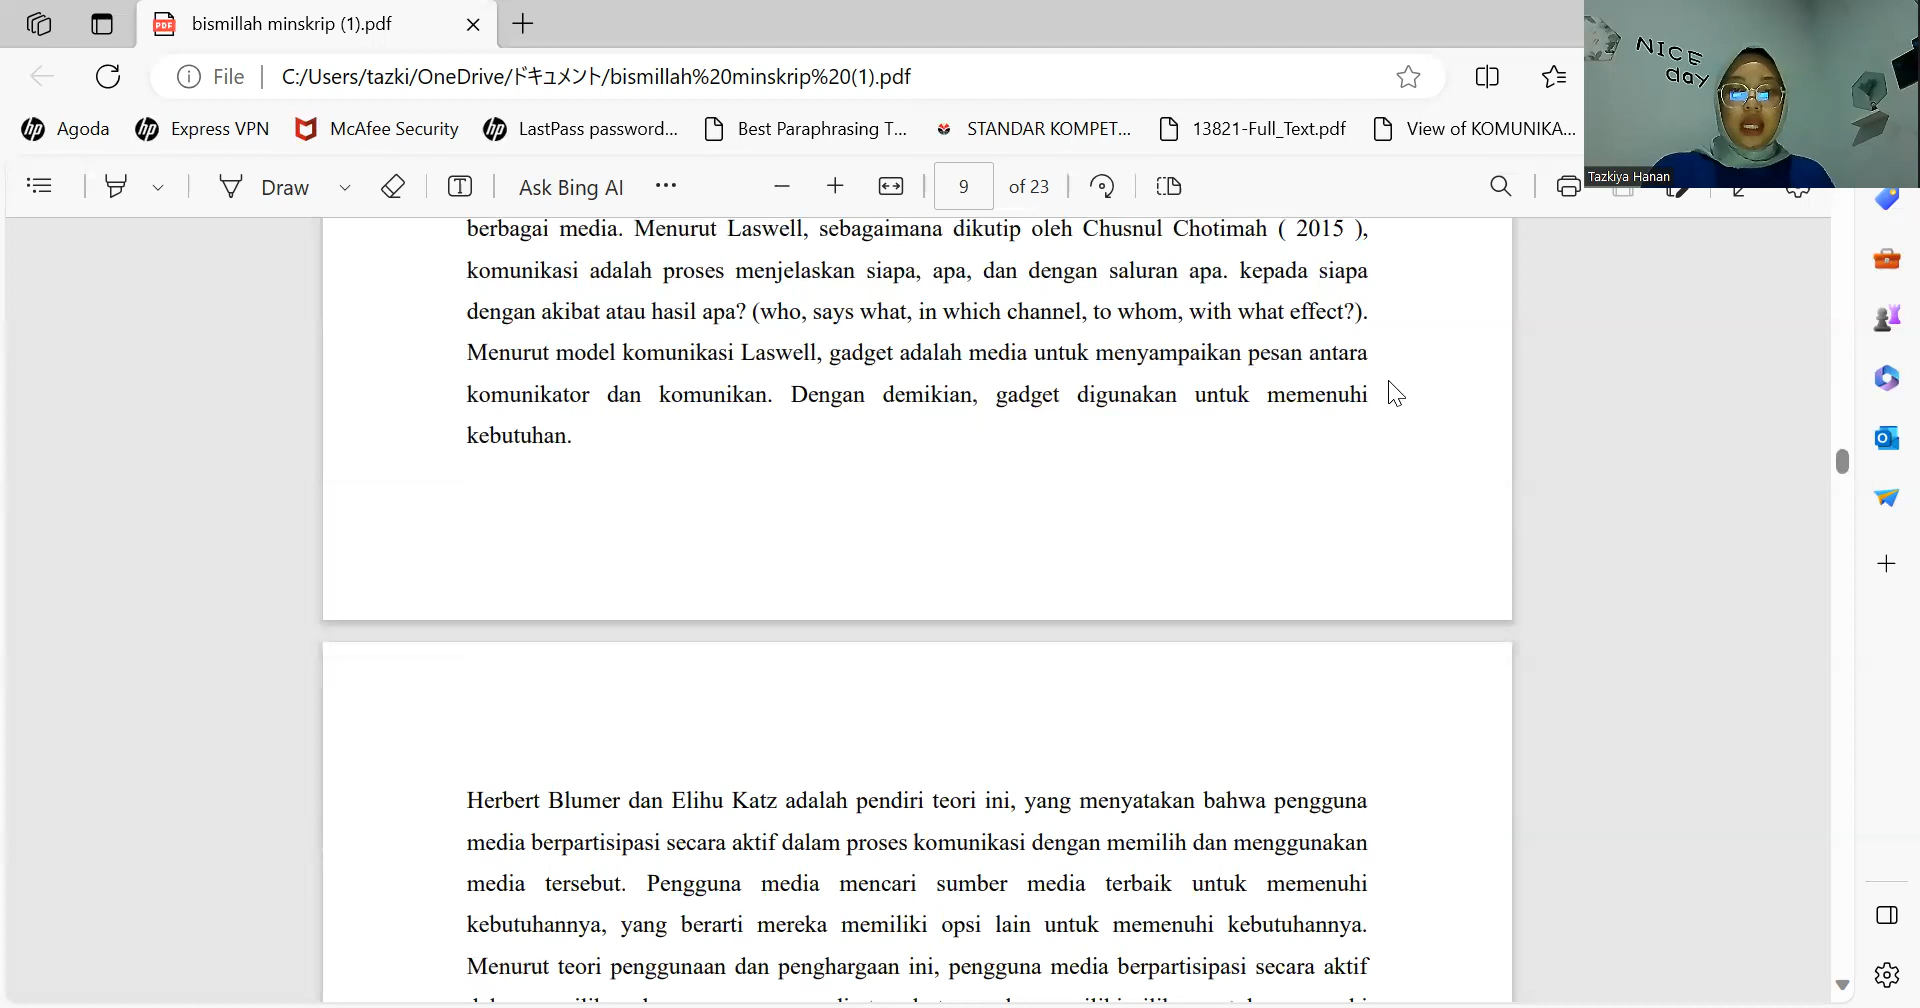 bismillah minskrip (1).pdf
File
C:/Users/tazki/OneDrive/ドキュメント/bismillah%20minskrip%20(1).pdf
Agoda
Express VPN
McAfee Security
LastPass password...
Best Paraphrasing T...
STANDAR KOMPET...
13821-Full_Text.pdf
View of KOMUNIKA...
NICE
day
Tazkiya Hanan
Draw
Ask Bing AI
9 of 23
berbagai media. Menurut Laswell, sebagaimana dikutip oleh Chusnul Chotimah ( 2015 ),
komunikasi adalah proses menjelaskan siapa, apa, dan dengan saluran apa. kepada siapa
dengan akibat atau hasil apa? (who, says what, in which channel, to whom, with what effect?).
Menurut model komunikasi Laswell, gadget adalah media untuk menyampaikan pesan antara
komunikator dan komunikan. Dengan demikian, gadget digunakan untuk memenuhi
kebutuhan.
Herbert Blumer dan Elihu Katz adalah pendiri teori ini, yang menyatakan bahwa pengguna
media berpartisipasi secara aktif dalam proses komunikasi dengan memilih dan menggunakan
media tersebut. Pengguna media mencari sumber media terbaik untuk memenuhi
kebutuhannya, yang berarti mereka memiliki opsi lain untuk memenuhi kebutuhannya.
Menurut teori penggunaan dan penghargaan ini, pengguna media berpartisipasi secara aktif